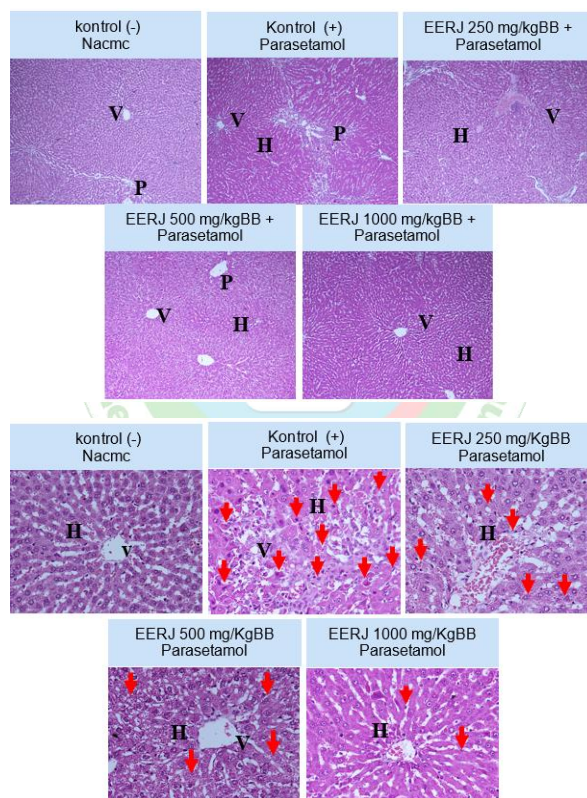 kontrol (-)
Nacmc
Kontrol (+)
Parasetamol
EERJ 250 mg/kgBB +
Parasetamol
V
P
V
H
P
H
V
EERJ 500 mg/kgBB +
Parasetamol
EERJ 1000 mg/kgBB +
Parasetamol
P
V
H
V
H
kontrol (-)
Nacmc
Kontrol (+)
Parasetamol
EERJ 250 mg/KgBB
Parasetamol
H
v
H
V
H
EERJ 500 mg/KgBB
Parasetamol
EERJ 1000 mg/KgBB
Parasetamol
H
V
H